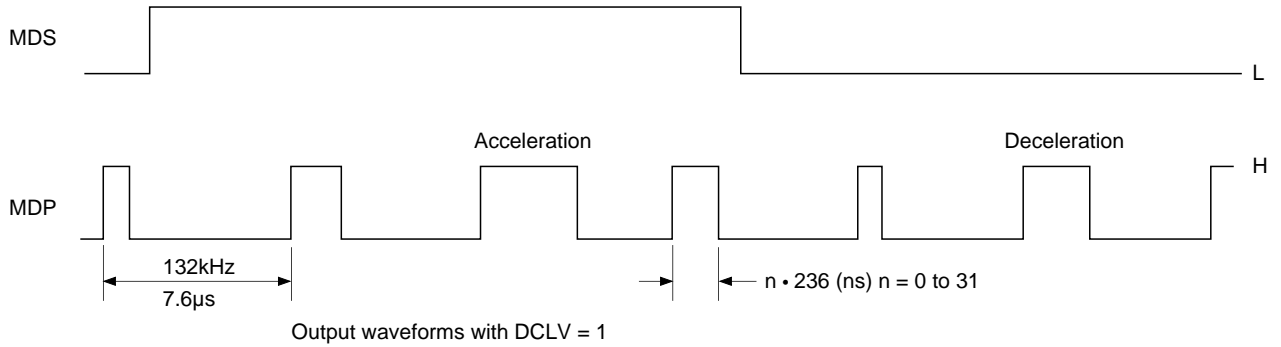 MDS
L
Acceleration
Deceleration
H
MDP
132kHz
7.6µs
n • 236 (ns) n = 0 to 31
Output waveforms with DCLV = 1